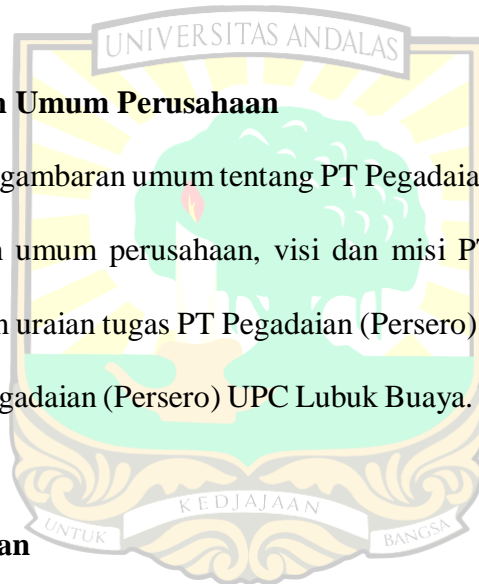 UNIVERSITAS ANDALAS
n Umum Perusahaan
gambaran umum tentang PT Pegadaia
n umum perusahaan, visi dan misi PT
n uraian tugas PT Pegadaian (Persero)
egadaian (Persero) UPC Lubuk Buaya.
KEDJAJAAN
UNTUK BANGSA
an